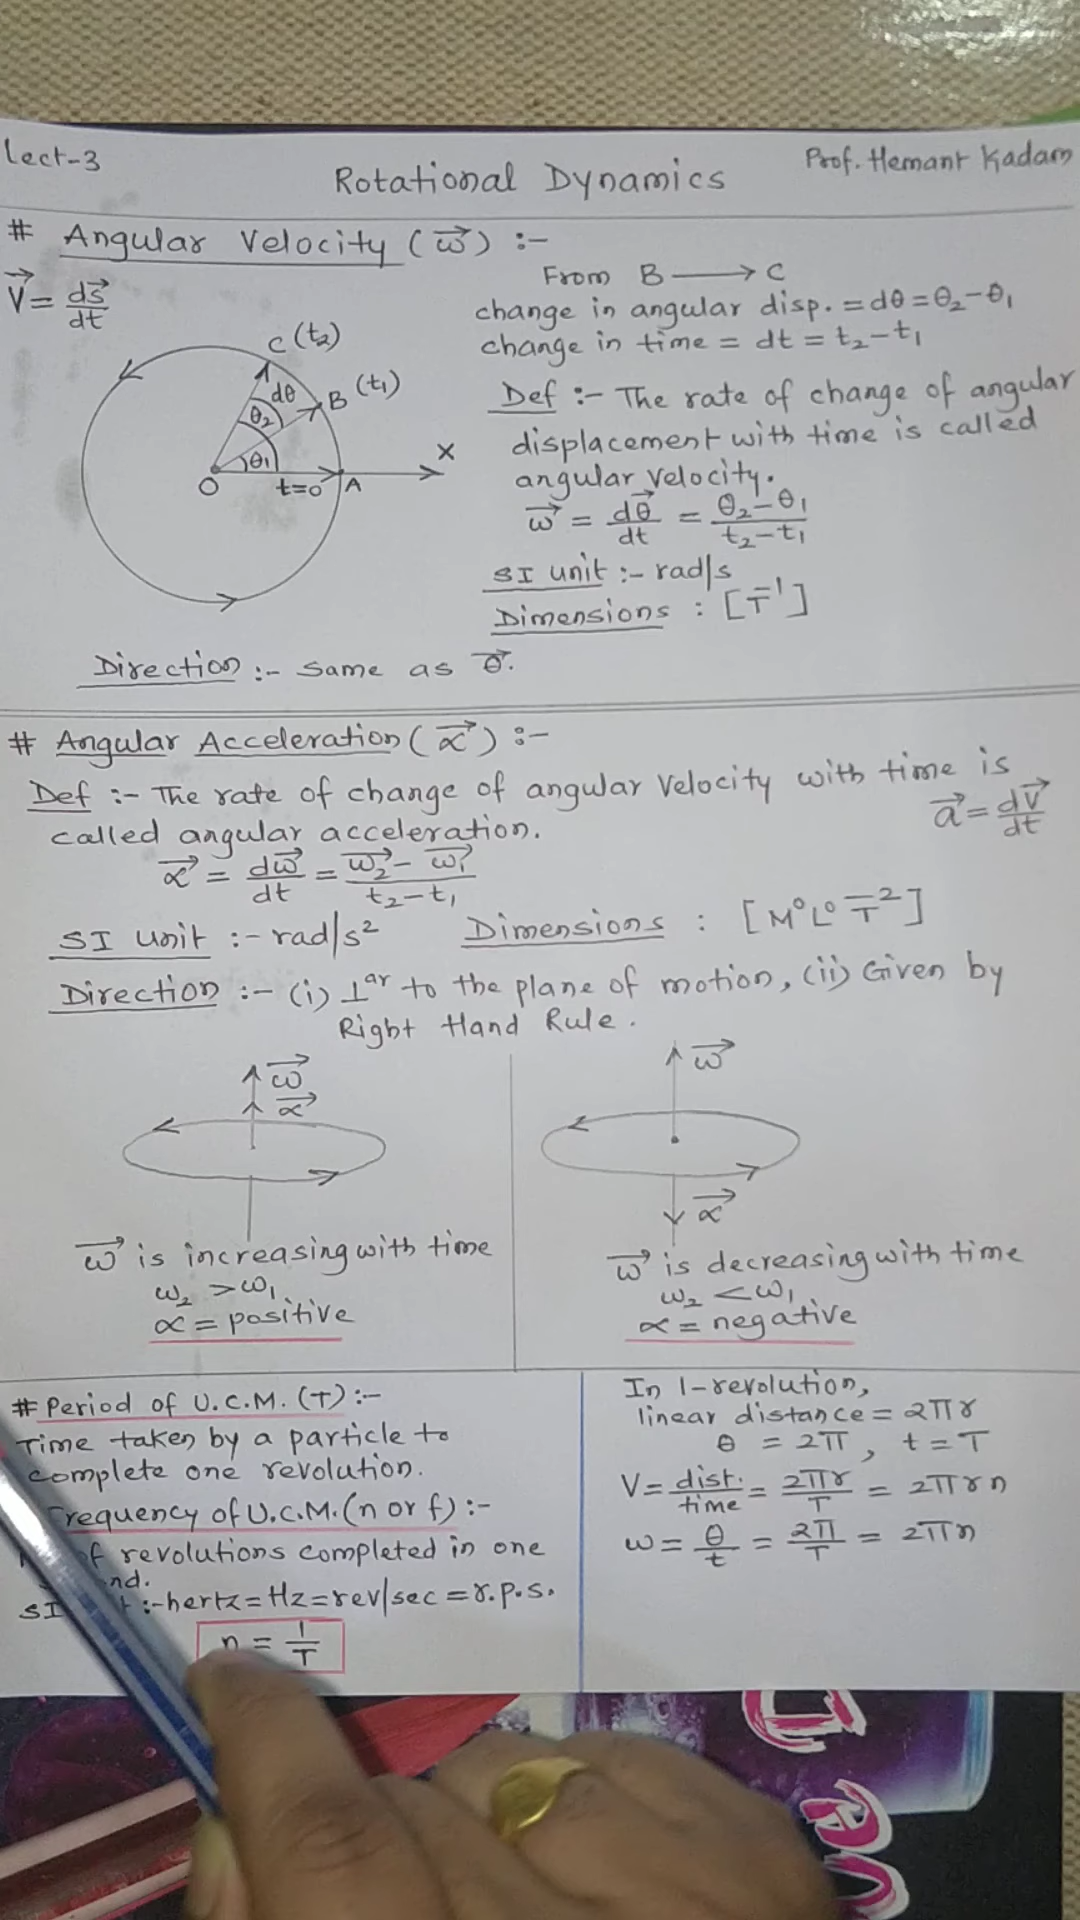 Lect-3
Prof. Hemant Kadam
Rotational Dynamics
# Angular Velocity (ω⃗) :-
V⃗ = ds⃗/dt
From B → C
change in angular disp. = dθ = θ₂-θ₁
change in time = dt = t₂-t₁
C (t₂)
dθ
B (t₁)
θ₂
θ₁
X
O
t=0
A
Def :- The rate of change of angular
displacement with time is called
angular velocity.
ω⃗ = dθ⃗/dt = θ₂-θ₁/t₂-t₁
SI unit :- rad/s
Dimensions : [T⁻¹]
Direction :- same as θ⃗.
# Angular Acceleration (α⃗) :-
Def :- The rate of change of angular velocity with time is
called angular acceleration.
a⃗ = dV⃗/dt
α⃗ = dω⃗/dt = ω₂⃗ - ω₁⃗/t₂-t₁
SI Unit :- rad/s²
Dimensions : [M⁰L⁰T⁻²]
Direction :- (i) ⊥ᵃʳ to the plane of motion, (ii) Given by
Right Hand Rule.
ω⃗
α⃗
ω⃗ is increasing with time
ω₂ > ω₁
α = positive
ω⃗
α⃗
ω⃗ is decreasing with time
ω₂ < ω₁
α = negative
# Period of U.C.M. (T) :-
Time taken by a particle to
complete one revolution.
requency of U.C.M. (n or f) :-
f revolutions completed in one
nd.
SI :- hertz = Hz = rev/sec = r.p.s.
n = 1/T
In 1-revolution,
linear distance = 2πr
θ = 2π, t = T
V = dist./time = 2πr/T = 2πrn
ω = θ/t = 2π/T = 2πn